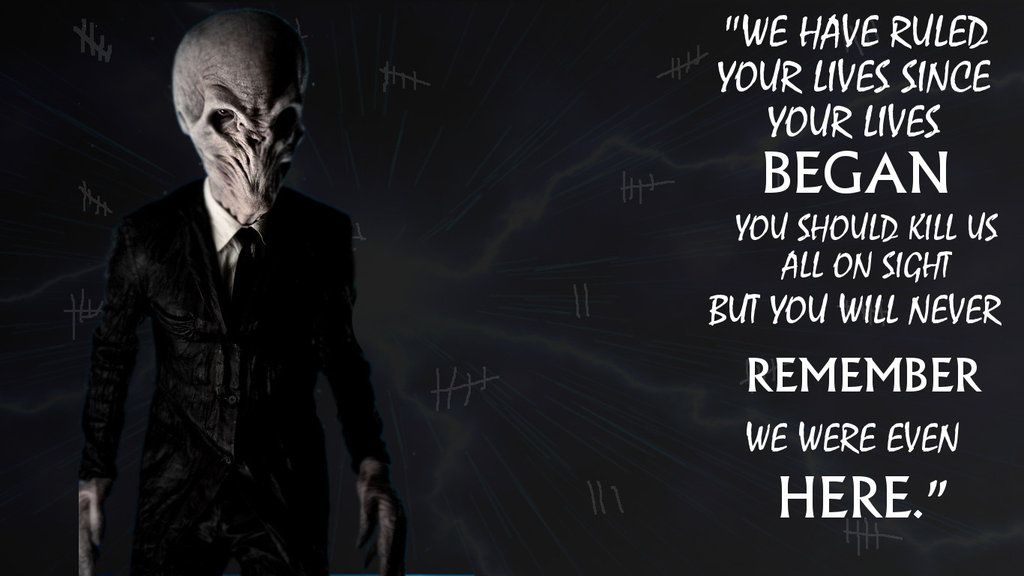 "WE HAVE RULED
YOUR LIVES SINCE
YOUR LIVES
BEGAN
YOU SHOULD KILL US
ALL ON SIGHT
BUT YOU WILL NEVER
REMEMBER
WE WERE EVEN
HERE."